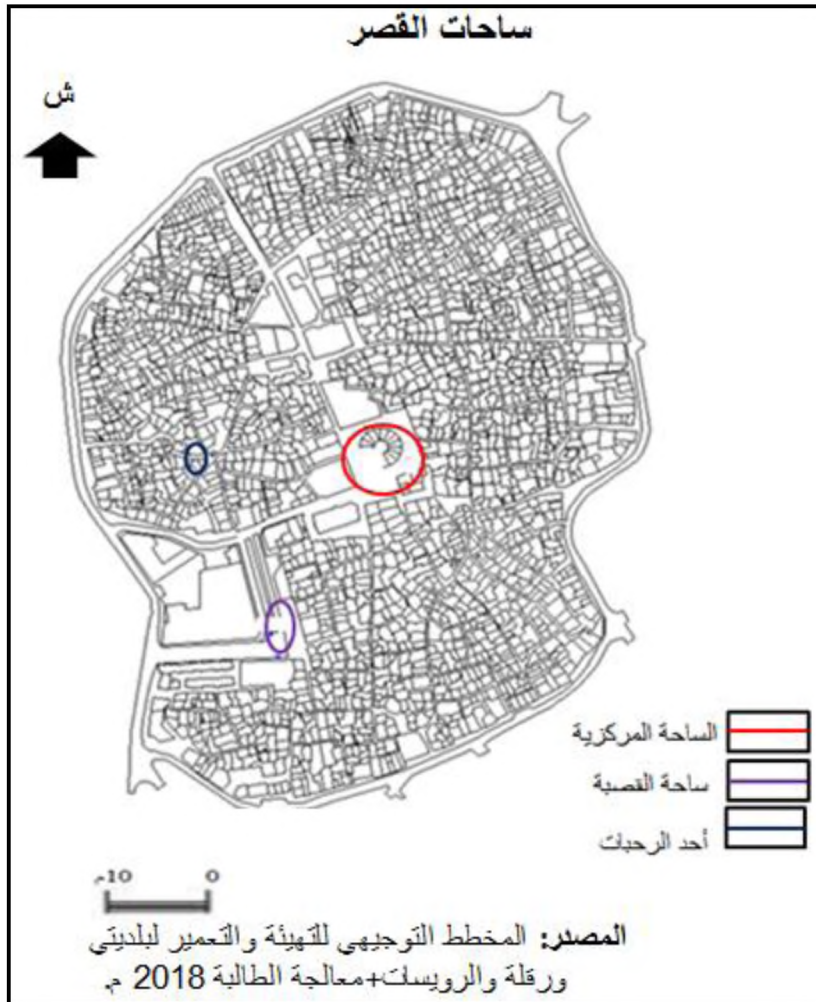 ساحات القصر
ش
الساحة المركزية
ساحة القصبة
أحد الرحبات
10م 0
المصدر: المخطط التوجيهي للتهيئة والتعمير لبلديتي
ورقلة والرويسات+معالجة الطالبة 2018 م.